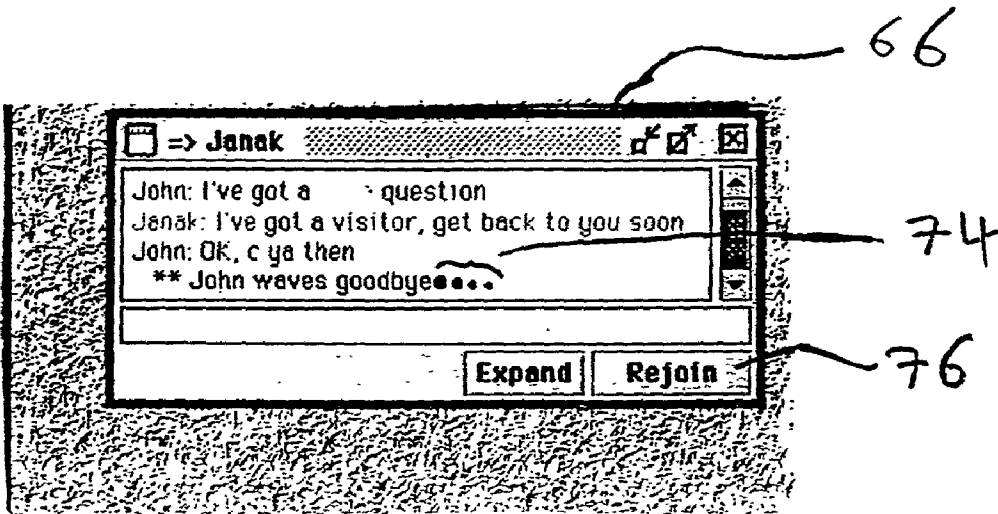 66
=> Janak
John: I've got a question
Janak: I've got a visitor, get back to you soon
John: OK, c ya then
** John waves goodbye....
74
Expand Rejoin
76